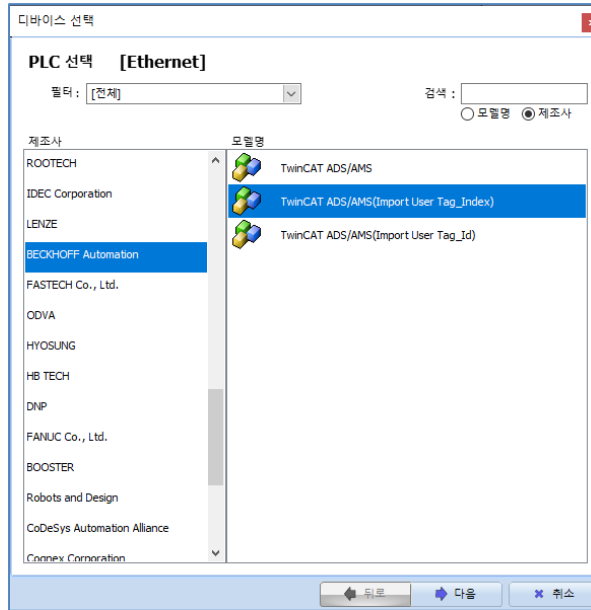 디바이스 선택
PLC 선택 [Ethernet]
필터 : [전체]
검색 :
모델명 제조사
제조사
모델명
ROOTECH
IDEC Corporation
LENZE
BECKHOFF Automation
FASTECH Co., Ltd.
ODVA
HYOSUNG
HB TECH
DNP
FANUC Co., Ltd.
BOOSTER
Robots and Design
CoDeSys Automation Alliance
Cognex Corporation
TwinCAT ADS/AMS
TwinCAT ADS/AMS(Import User Tag_Index)
TwinCAT ADS/AMS(Import User Tag_Id)
뒤로 다음 취소